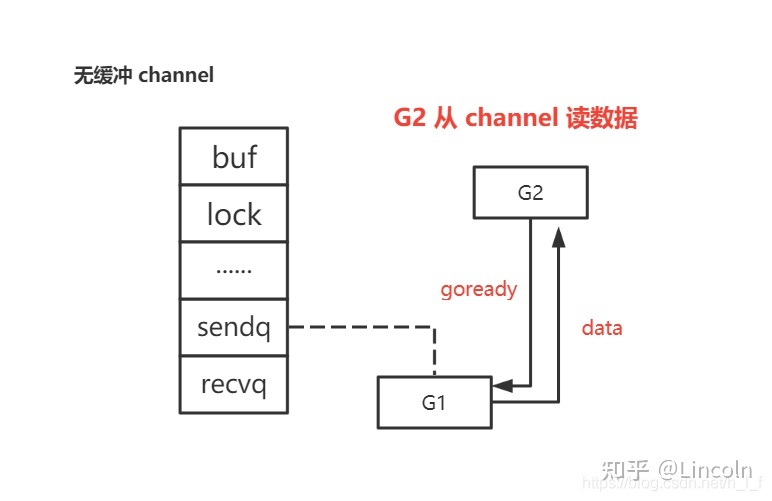 无缓冲 channel
G2 从 channel 读数据
buf
lock
……
sendq
recvq
G2
goready
data
G1
知乎 @Lincoln
https://blog.csdn.net/n_l_f